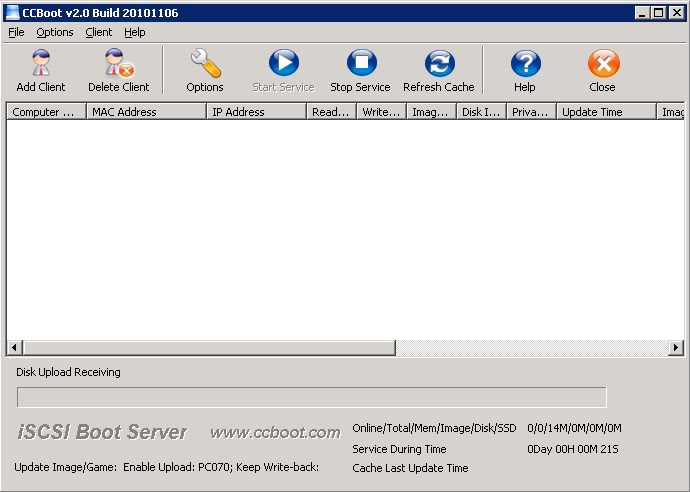 CCBoot v2.0 Build 20101106
File Options Client Help
Add Client Delete Client Options Start Service Stop Service Refresh Cache Help Close
Computer ... MAC Address IP Address Read... Write... Imag... Disk I... Priva... Update Time Imag
Disk Upload Receiving
iSCSI Boot Server www.ccboot.com Online/Total/Mem/Image/Disk/SSD 0/0/14M/0M/0M/0M
Service During Time 0Day 00H 00M 21S
Update Image/Game: Enable Upload: PC070; Keep Write-back: Cache Last Update Time